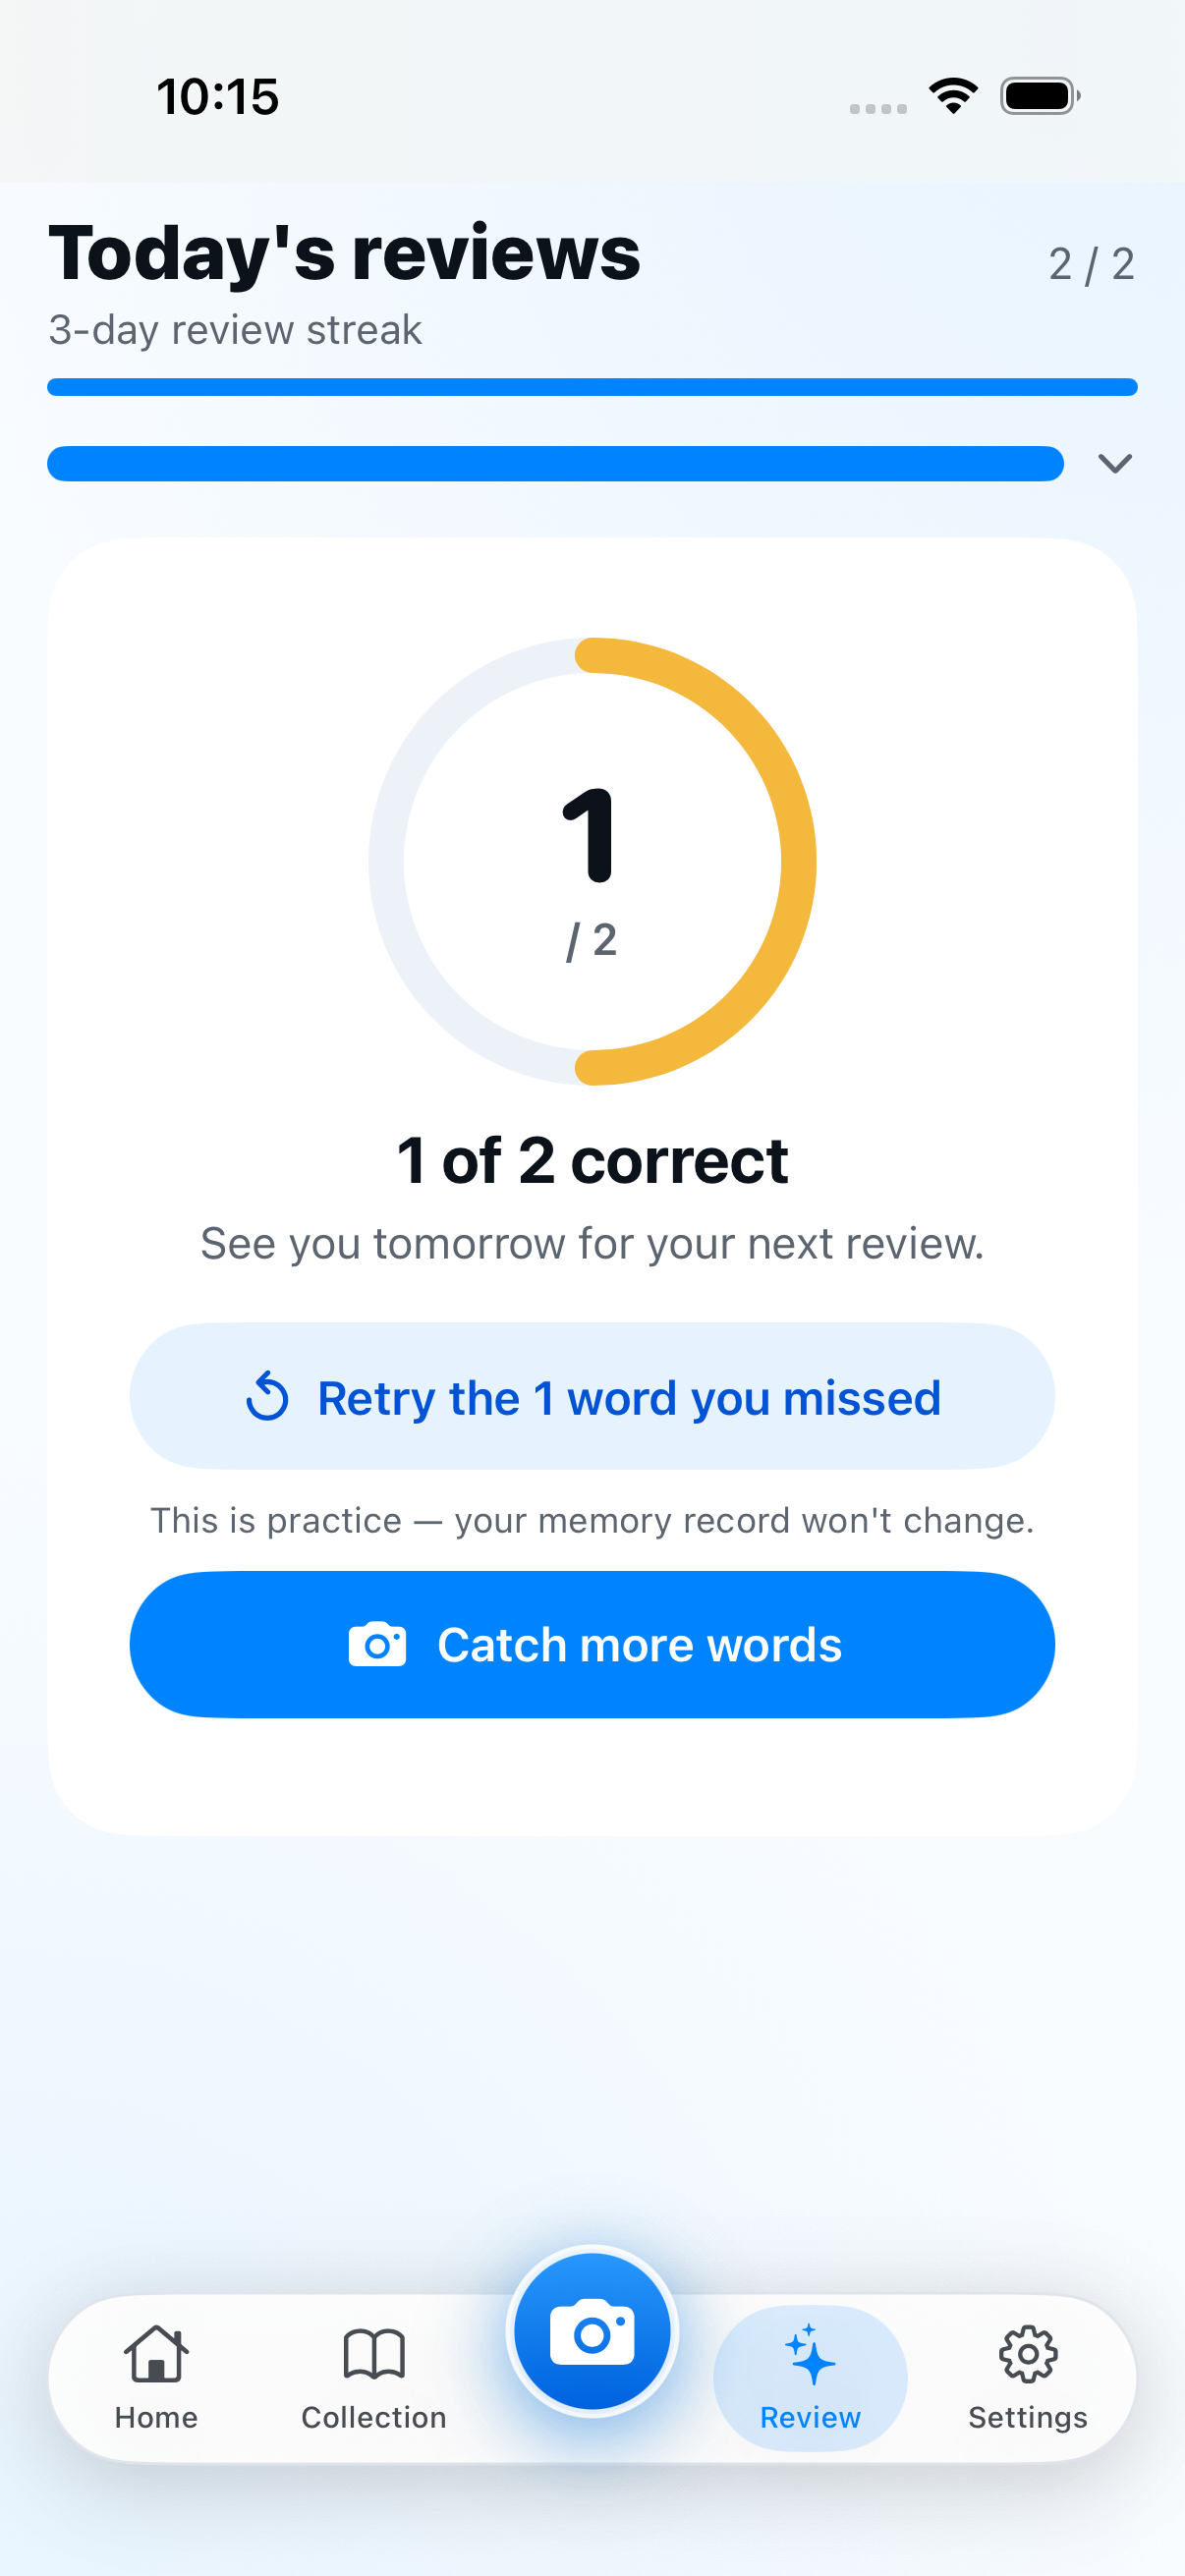 10:15
Today's reviews
2 / 2
3-day review streak
1
/ 2
1 of 2 correct
See you tomorrow for your next review.
Retry the 1 word you missed
This is practice — your memory record won't change.
Catch more words
Home
Collection
Review
Settings